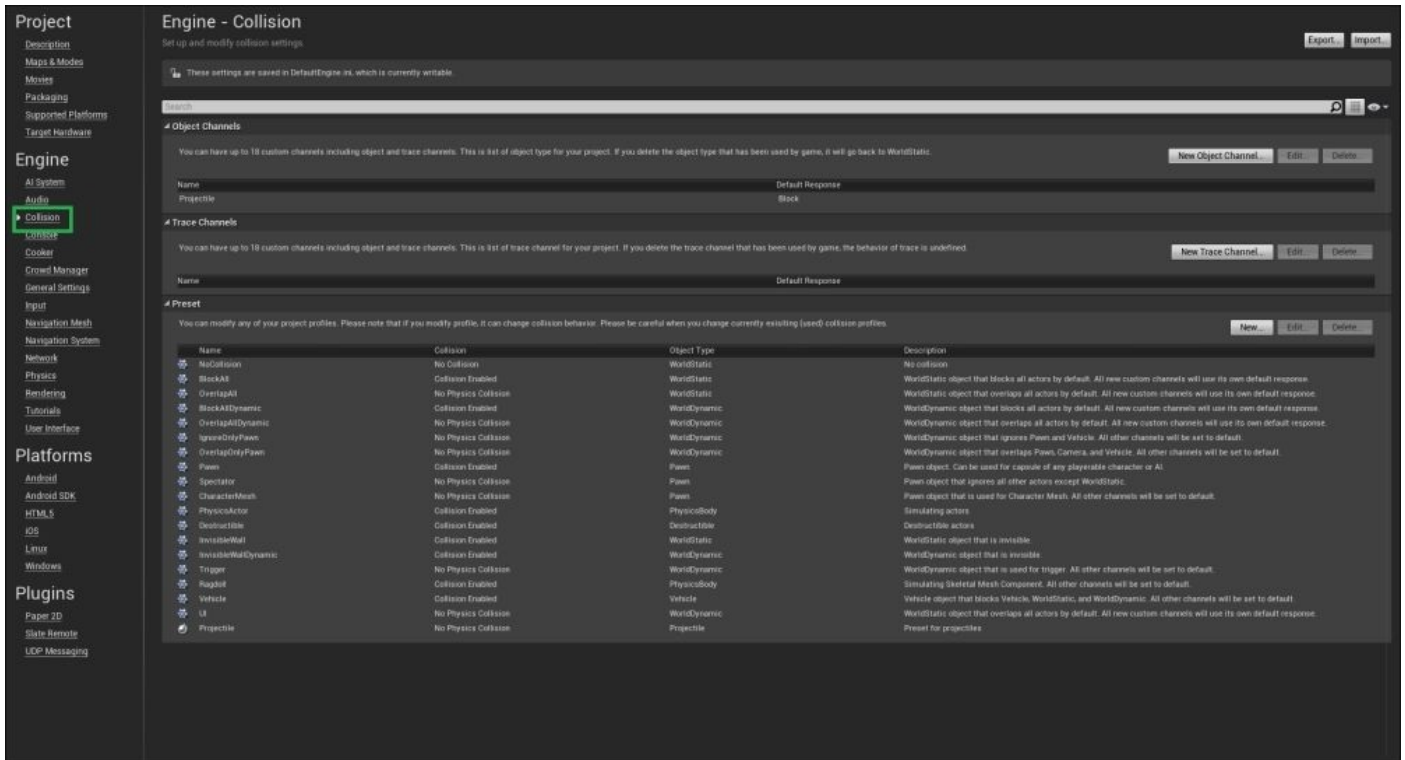 Project
Description
Maps & Modes
Movies
Packaging
Supported Platforms
Target Hardware
Engine
AI System
Audio
Collision
Console
Cooker
Crowd Manager
General Settings
Input
Navigation Mesh
Navigation System
Network
Physics
Rendering
Tutorials
User Interface
Platforms
Android
Android SDK
HTML5
iOS
Linux
Windows
Plugins
Paper 2D
Slate Remote
UDP Messaging
Engine - Collision
Set up and modify collision settings.
Export... Import...
These settings are saved in DefaultEngine.ini, which is currently writable.
Search
Object Channels
You can have up to 18 custom channels including object and trace channels. This is list of object type for your project. If you delete the object type that has been used by game, it will go back to WorldStatic.
New Object Channel... Edit... Delete...
Name Default Response
Projectile Block
Trace Channels
You can have up to 18 custom channels including object and trace channels. This is list of trace channel for your project. If you delete the trace channel that has been used by game, the behavior of trace is undefined.
New Trace Channel... Edit... Delete...
Name Default Response
Preset
You can modify any of your project profiles. Please note that if you modify profile, it can change collision behavior. Please be careful when you change currently exisiting (used) collision profiles.
New... Edit... Delete...
Name Collision Object Type Description
NoCollision No Collision WorldStatic No collision
BlockAll Collision Enabled WorldStatic WorldStatic object that blocks all actors by default. All new custom channels will use its own default response.
OverlapAll No Physics Collision WorldStatic WorldStatic object that overlaps all actors by default. All new custom channels will use its own default response.
BlockAllDynamic Collision Enabled WorldDynamic WorldDynamic object that blocks all actors by default. All new custom channels will use its own default response.
OverlapAllDynamic No Physics Collision WorldDynamic WorldDynamic object that overlaps all actors by default. All new custom channels will use its own default response.
IgnoreOnlyPawn No Physics Collision WorldDynamic WorldDynamic object that ignores Pawn and Vehicle. All other channels will be set to default.
OverlapOnlyPawn No Physics Collision WorldDynamic WorldDynamic object that overlaps Pawn, Camera, and Vehicle. All other channels will be set to default.
Pawn Collision Enabled Pawn Pawn object. Can be used for capsule of any playerable character or AI.
Spectator No Physics Collision Pawn Pawn object that ignores all other actors except WorldStatic.
CharacterMesh No Physics Collision Pawn Pawn object that is used for Character Mesh. All other channels will be set to default.
PhysicsActor Collision Enabled PhysicsBody Simulating actors
Destructible Collision Enabled Destructible Destructible actors
InvisibleWall Collision Enabled WorldStatic WorldStatic object that is invisible.
InvisibleWallDynamic Collision Enabled WorldDynamic WorldDynamic object that is invisible.
Trigger No Physics Collision WorldDynamic WorldDynamic object that is used for trigger. All other channels will be set to default.
Ragdoll Collision Enabled PhysicsBody Simulating Skeletal Mesh Component. All other channels will be set to default.
Vehicle Collision Enabled Vehicle Vehicle object that blocks Vehicle, WorldStatic, and WorldDynamic. All other channels will be set to default.
UI No Physics Collision WorldDynamic WorldStatic object that overlaps all actors by default. All new custom channels will use its own default response.
Projectile No Physics Collision Projectile Preset for projectiles